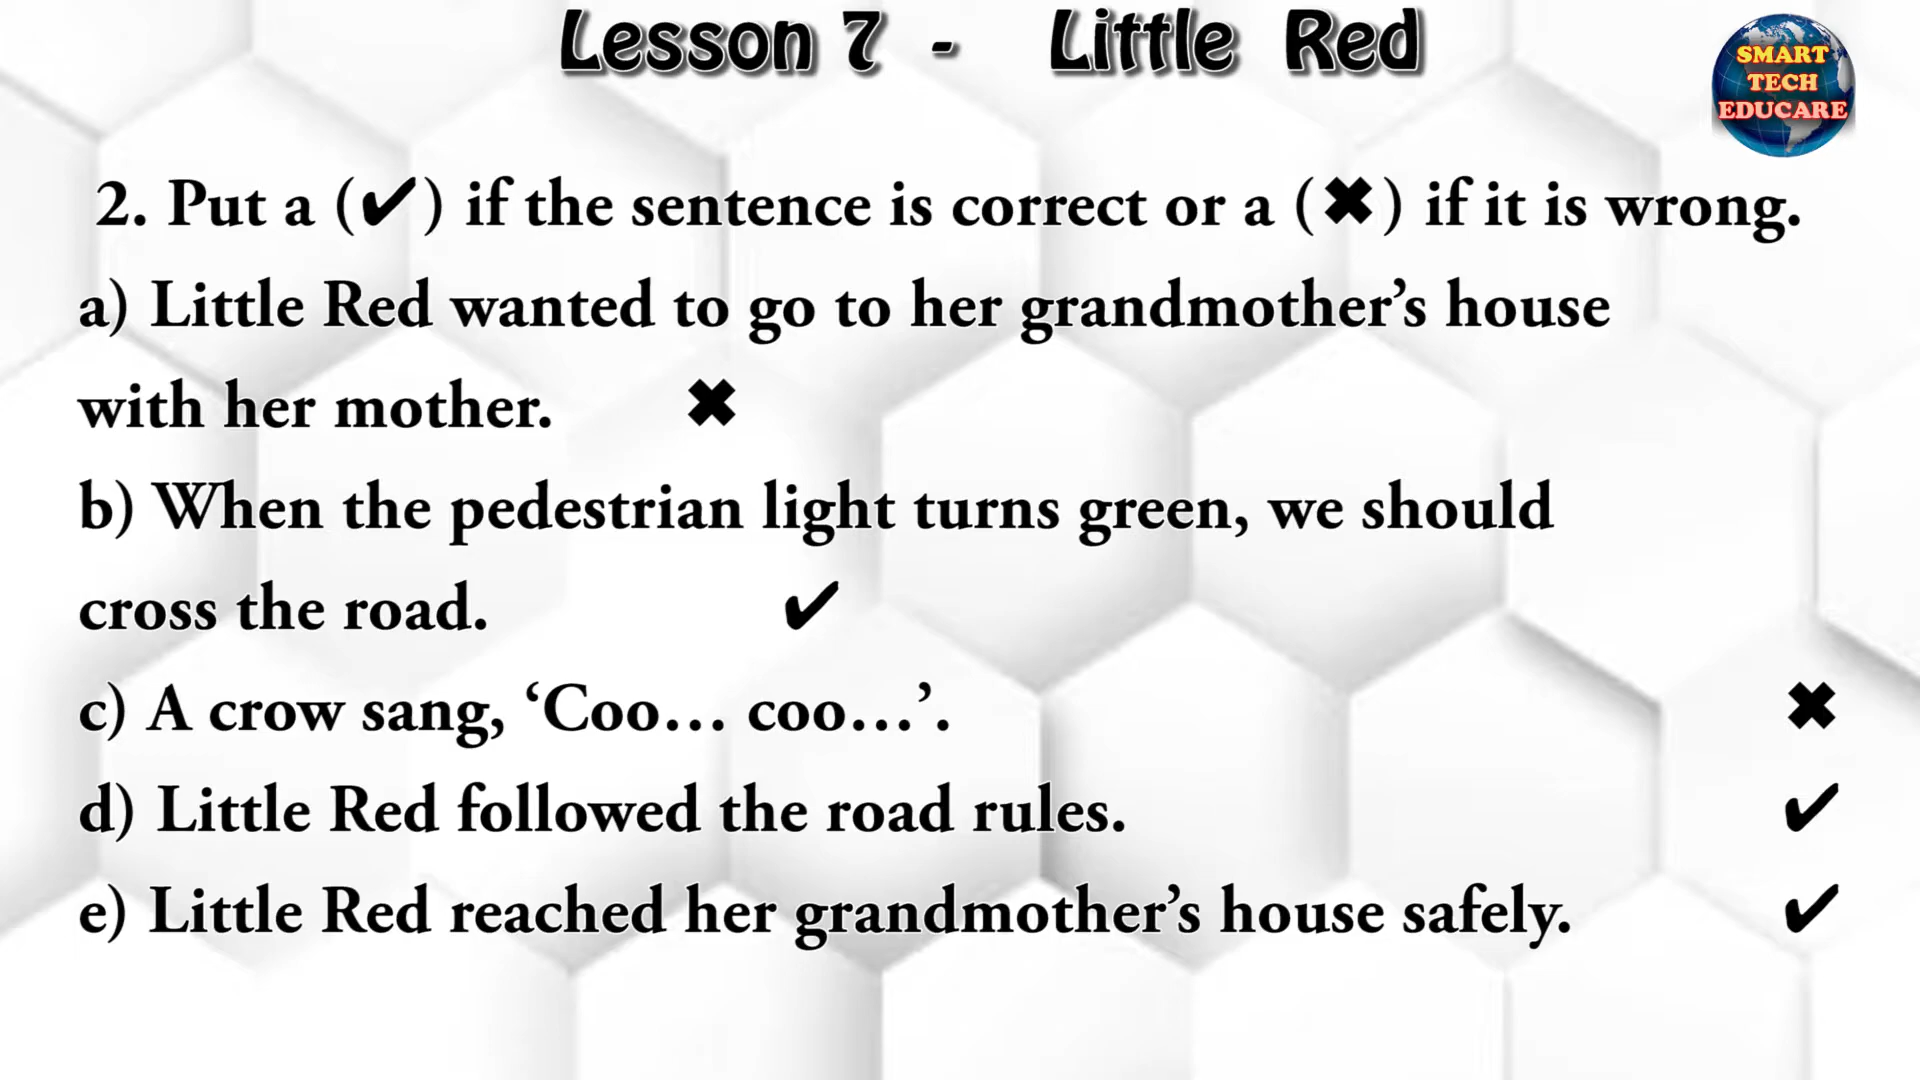 Lesson 7 - Little Red
SMART
TECH
EDUCARE
2. Put a (✔) if the sentence is correct or a (✖) if it is wrong.
a) Little Red wanted to go to her grandmother’s house
with her mother. ✖
b) When the pedestrian light turns green, we should
cross the road. ✔
c) A crow sang, ‘Coo… coo…’. ✖
d) Little Red followed the road rules. ✔
e) Little Red reached her grandmother’s house safely. ✔